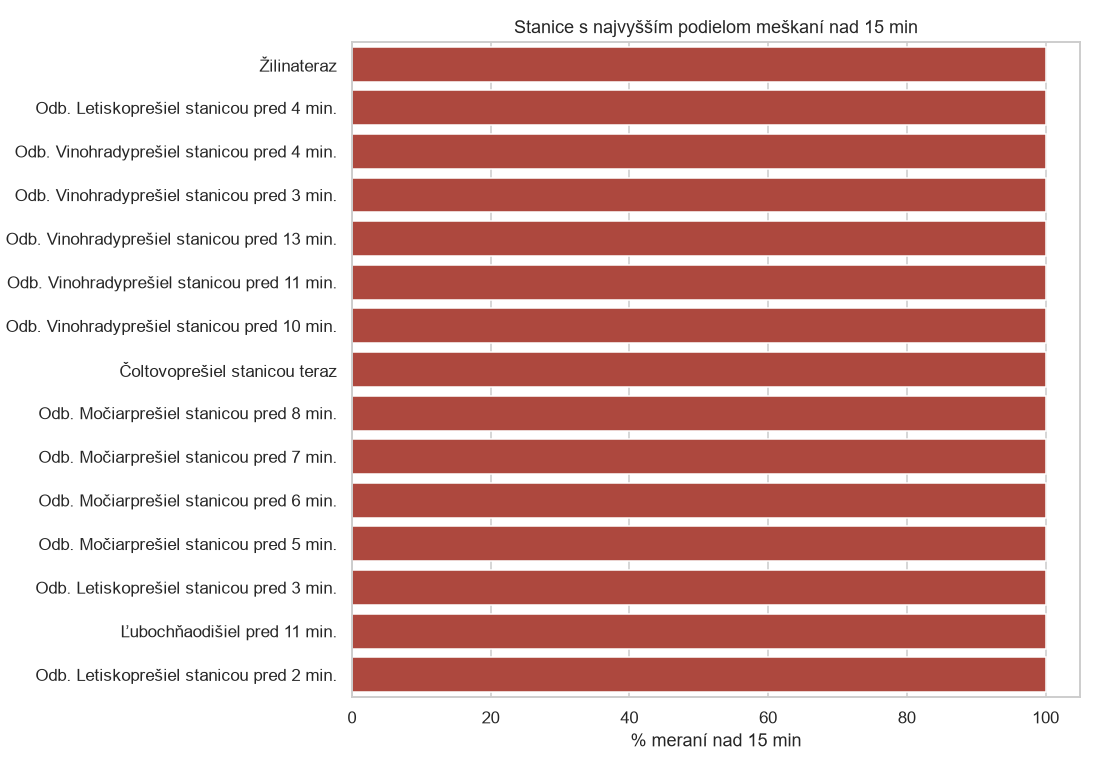 Stanice s najvyšším podielom meškaní nad 15 min
Žilinateraz
Odb. Letiskoprešiel stanicou pred 4 min.
Odb. Vinohradyprešiel stanicou pred 4 min.
Odb. Vinohradyprešiel stanicou pred 3 min.
Odb. Vinohradyprešiel stanicou pred 13 min.
Odb. Vinohradyprešiel stanicou pred 11 min.
Odb. Vinohradyprešiel stanicou pred 10 min.
Čoltovoprešiel stanicou teraz
Odb. Močiarprešiel stanicou pred 8 min.
Odb. Močiarprešiel stanicou pred 7 min.
Odb. Močiarprešiel stanicou pred 6 min.
Odb. Močiarprešiel stanicou pred 5 min.
Odb. Letiskoprešiel stanicou pred 3 min.
Ľubochňaodišiel pred 11 min.
Odb. Letiskoprešiel stanicou pred 2 min.
0 20 40 60 80 100
% meraní nad 15 min